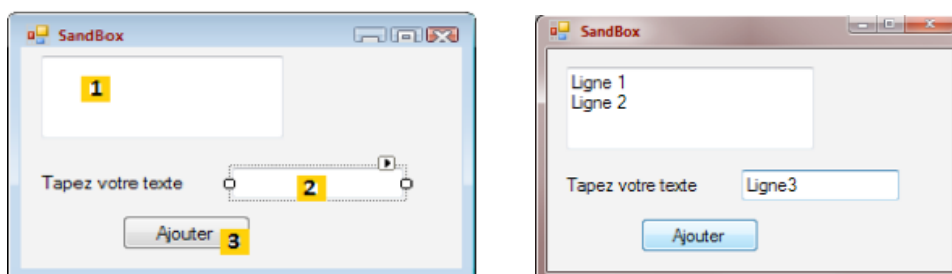 SandBox
1
Tapez votre texte
2
Ajouter
3
SandBox
Ligne 1
Ligne 2
Tapez votre texte
Ligne3
Ajouter